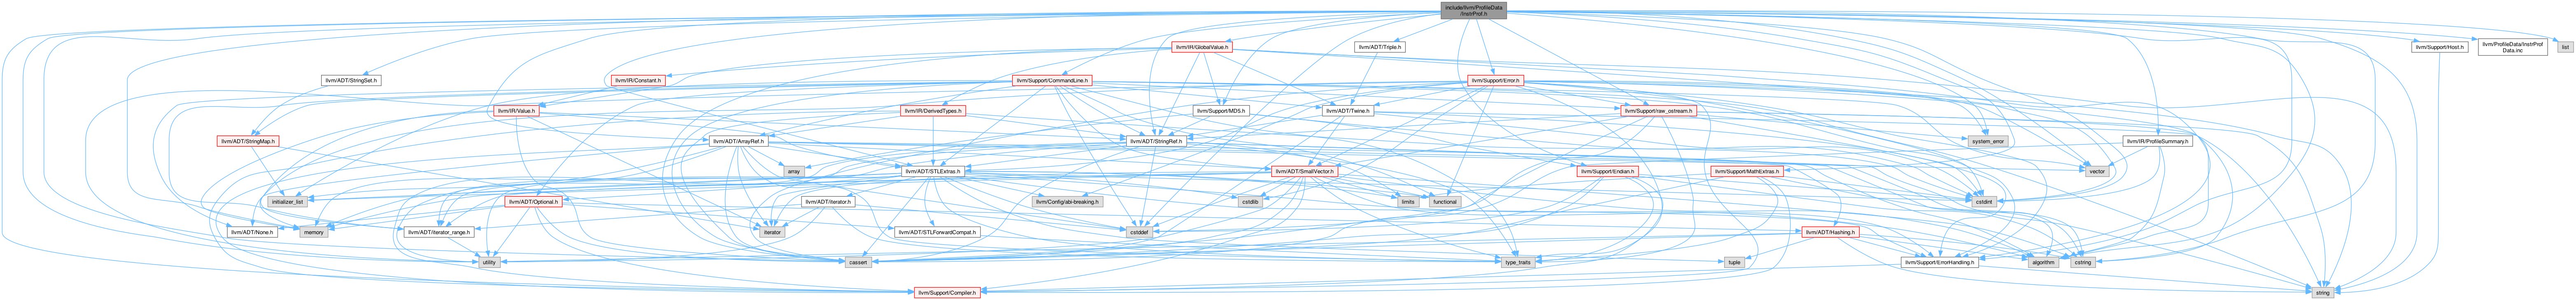 include/llvm/ProfileData
/InstrProf.h
llvm/IR/GlobalValue.h
llvm/ADT/Triple.h
llvm/Support/Host.h
llvm/ProfileData/InstrProf
Data.inc
list
llvm/ADT/StringSet.h
llvm/IR/Constant.h
llvm/Support/CommandLine.h
llvm/Support/Error.h
llvm/IR/Value.h
llvm/IR/DerivedTypes.h
llvm/Support/MD5.h
llvm/ADT/Twine.h
llvm/Support/raw_ostream.h
llvm/ADT/StringMap.h
llvm/ADT/ArrayRef.h
llvm/ADT/StringRef.h
system_error
llvm/IR/ProfileSummary.h
array
llvm/ADT/STLExtras.h
llvm/ADT/SmallVector.h
llvm/Support/Endian.h
llvm/Support/MathExtras.h
vector
initializer_list
llvm/ADT/Optional.h
llvm/ADT/iterator.h
llvm/Config/abi-breaking.h
cstdlib
limits
functional
cstdint
llvm/ADT/None.h
memory
llvm/ADT/iterator_range.h
iterator
llvm/ADT/STLForwardCompat.h
cstddef
llvm/ADT/Hashing.h
utility
cassert
type_traits
tuple
llvm/Support/ErrorHandling.h
algorithm
cstring
llvm/Support/Compiler.h
string